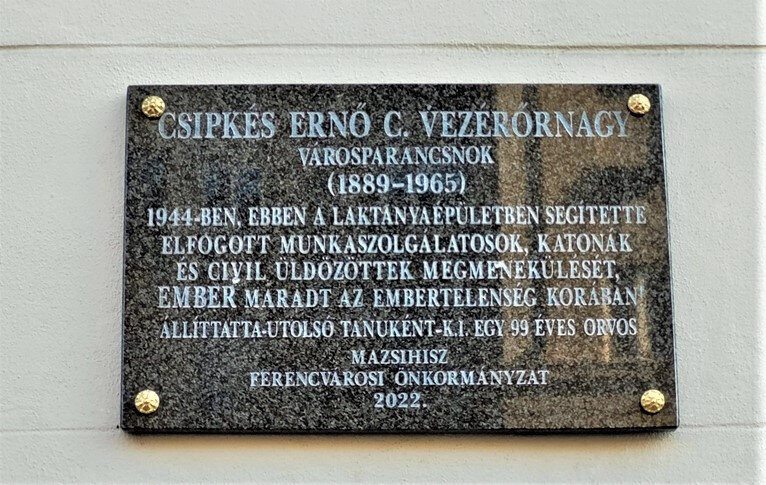 CSIPKÉS ERNŐ C. VEZÉRŐRNAGY
VÁROSPARANCSNOK
(1889-1965)
1944-BEN, EBBEN A LAKTANYAÉPÜLETBEN SEGÍTETTE
ELFOGOTT MUNKASZOLGÁLATOSOK, KATONÁK
ÉS CIVIL ÜLDÖZÖTTEK MEGMENEKÜLÉSÉT,
EMBER MARADT AZ EMBERTELENSÉG KORÁBAN
ÁLLÍTTATTA-UTOLSÓ TANÚKÉNT-K.I. EGY 99 ÉVES ORVOS
MAZSIHISZ
FERENCVÁROSI ÖNKORMÁNYZAT
2022.